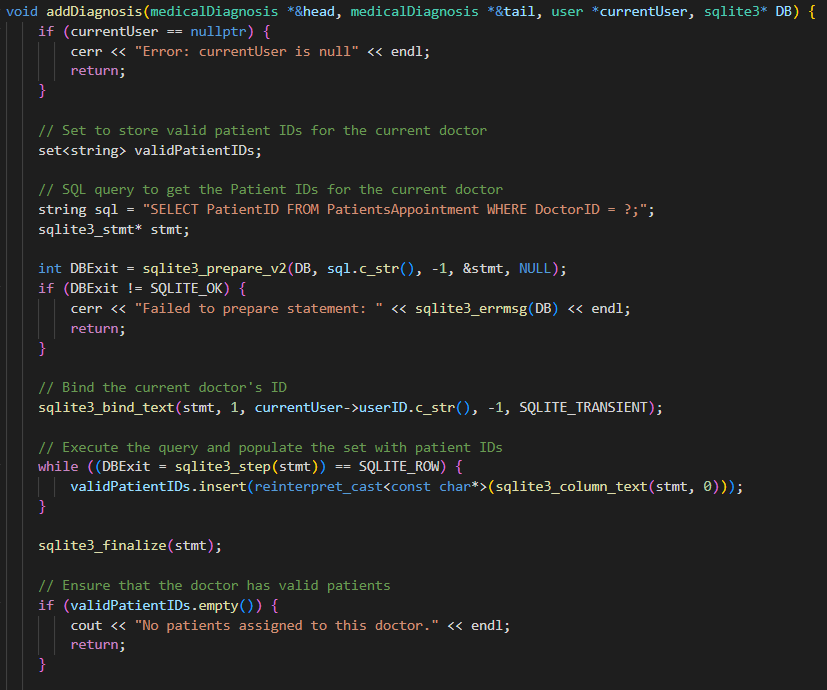 void addDiagnosis(medicalDiagnosis *&head, medicalDiagnosis *&tail, user *currentUser, sqlite3* DB) {
if (currentUser == nullptr) {
cerr << "Error: currentUser is null" << endl;
return;
}
// Set to store valid patient IDs for the current doctor
set<string> validPatientIDs;
// SQL query to get the Patient IDs for the current doctor
string sql = "SELECT PatientID FROM PatientsAppointment WHERE DoctorID = ?;";
sqlite3_stmt* stmt;
int DBExit = sqlite3_prepare_v2(DB, sql.c_str(), -1, &stmt, NULL);
if (DBExit != SQLITE_OK) {
cerr << "Failed to prepare statement: " << sqlite3_errmsg(DB) << endl;
return;
}
// Bind the current doctor's ID
sqlite3_bind_text(stmt, 1, currentUser->userID.c_str(), -1, SQLITE_TRANSIENT);
// Execute the query and populate the set with patient IDs
while ((DBExit = sqlite3_step(stmt)) == SQLITE_ROW) {
validPatientIDs.insert(reinterpret_cast<const char*>(sqlite3_column_text(stmt, 0)));
}
sqlite3_finalize(stmt);
// Ensure that the doctor has valid patients
if (validPatientIDs.empty()) {
cout << "No patients assigned to this doctor." << endl;
return;
}